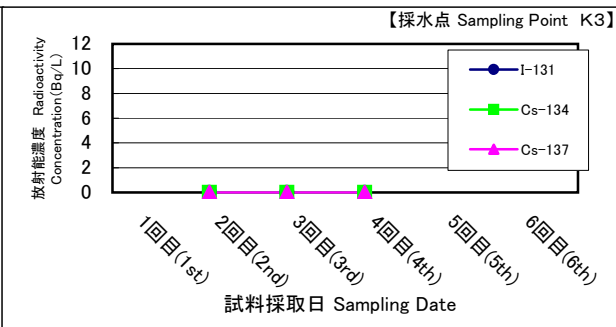 【採水点 Sampling Point K3】
放射能濃度 Radioactivity
Concentration(Bq/L)
12
10
8
6
4
2
0
I-131
Cs-134
Cs-137
1回目(1st)
2回目(2nd)
3回目(3rd)
4回目(4th)
5回目(5th)
6回目(6th)
試料採取日 Sampling Date